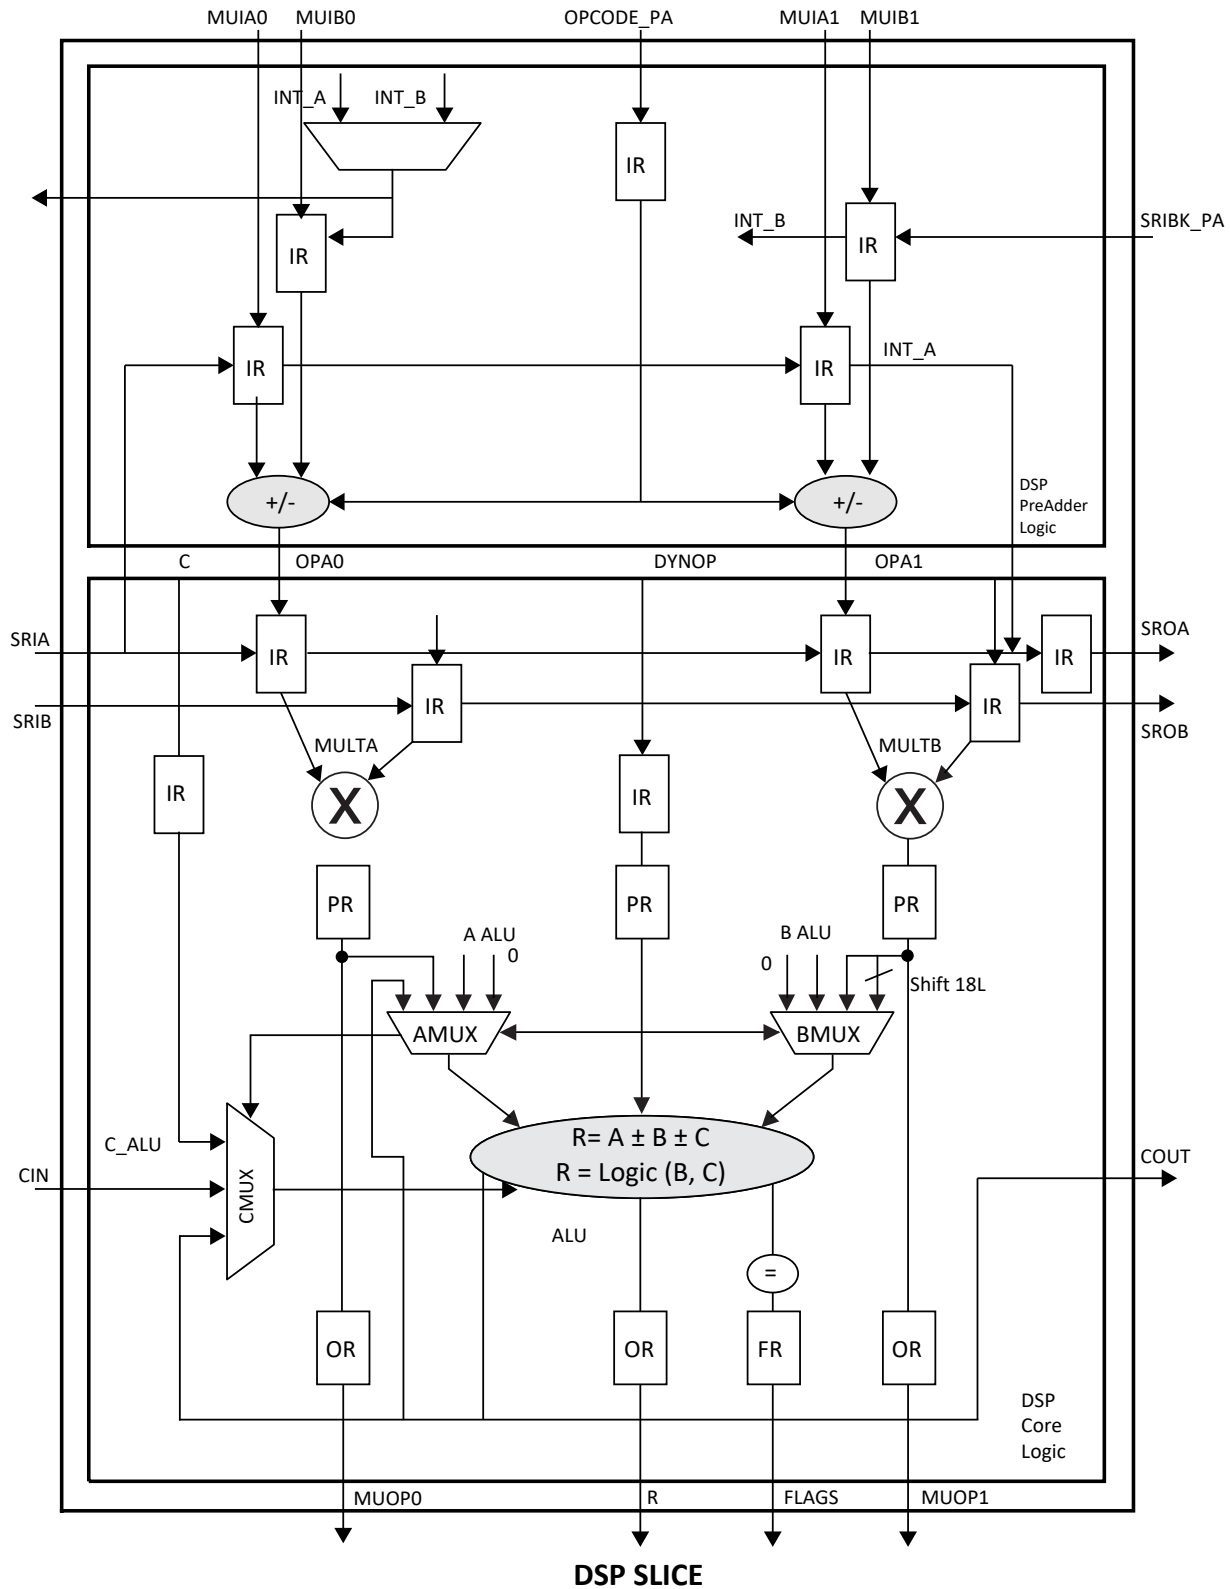 MUIA0 MUIB0 OPCODE_PA MUIA1 MUIB1
INT_A INT_B
IR
INT_B IR SRIBK_PA
IR
IR IR INT_A
+/- +/-
DSP
PreAdder
Logic
C OPA0 DYNOP OPA1
SRIA IR IR IR SROA
SRIB IR IR SROB
MULTA MULTB
IR X IR X
PR PR PR
A ALU B ALU
0 0
Shift 18L
AMUX BMUX
R= A ± B ± C
C_ALU R = Logic (B, C) COUT
CIN CMUX
ALU
=
OR OR FR OR
DSP
Core
Logic
MUOP0 R FLAGS MUOP1
DSP SLICE